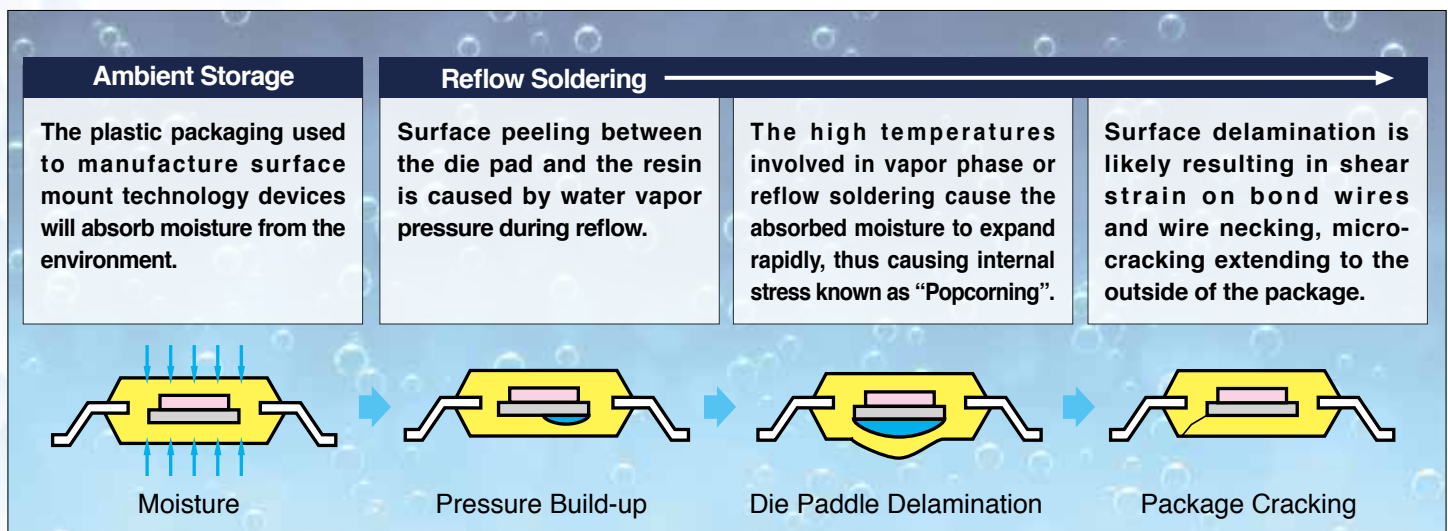 Ambient Storage
Reflow Soldering
The plastic packaging used
to manufacture surface
mount technology devices
will absorb moisture from the
environment.
Surface peeling between
the die pad and the resin
is caused by water vapor
pressure during reflow.
The high temperatures
involved in vapor phase or
reflow soldering cause the
absorbed moisture to expand
rapidly, thus causing internal
stress known as “Popcorning”.
Surface delamination is
likely resulting in shear
strain on bond wires
and wire necking, micro-
cracking extending to the
outside of the package.
Moisture
Pressure Build-up
Die Paddle Delamination
Package Cracking